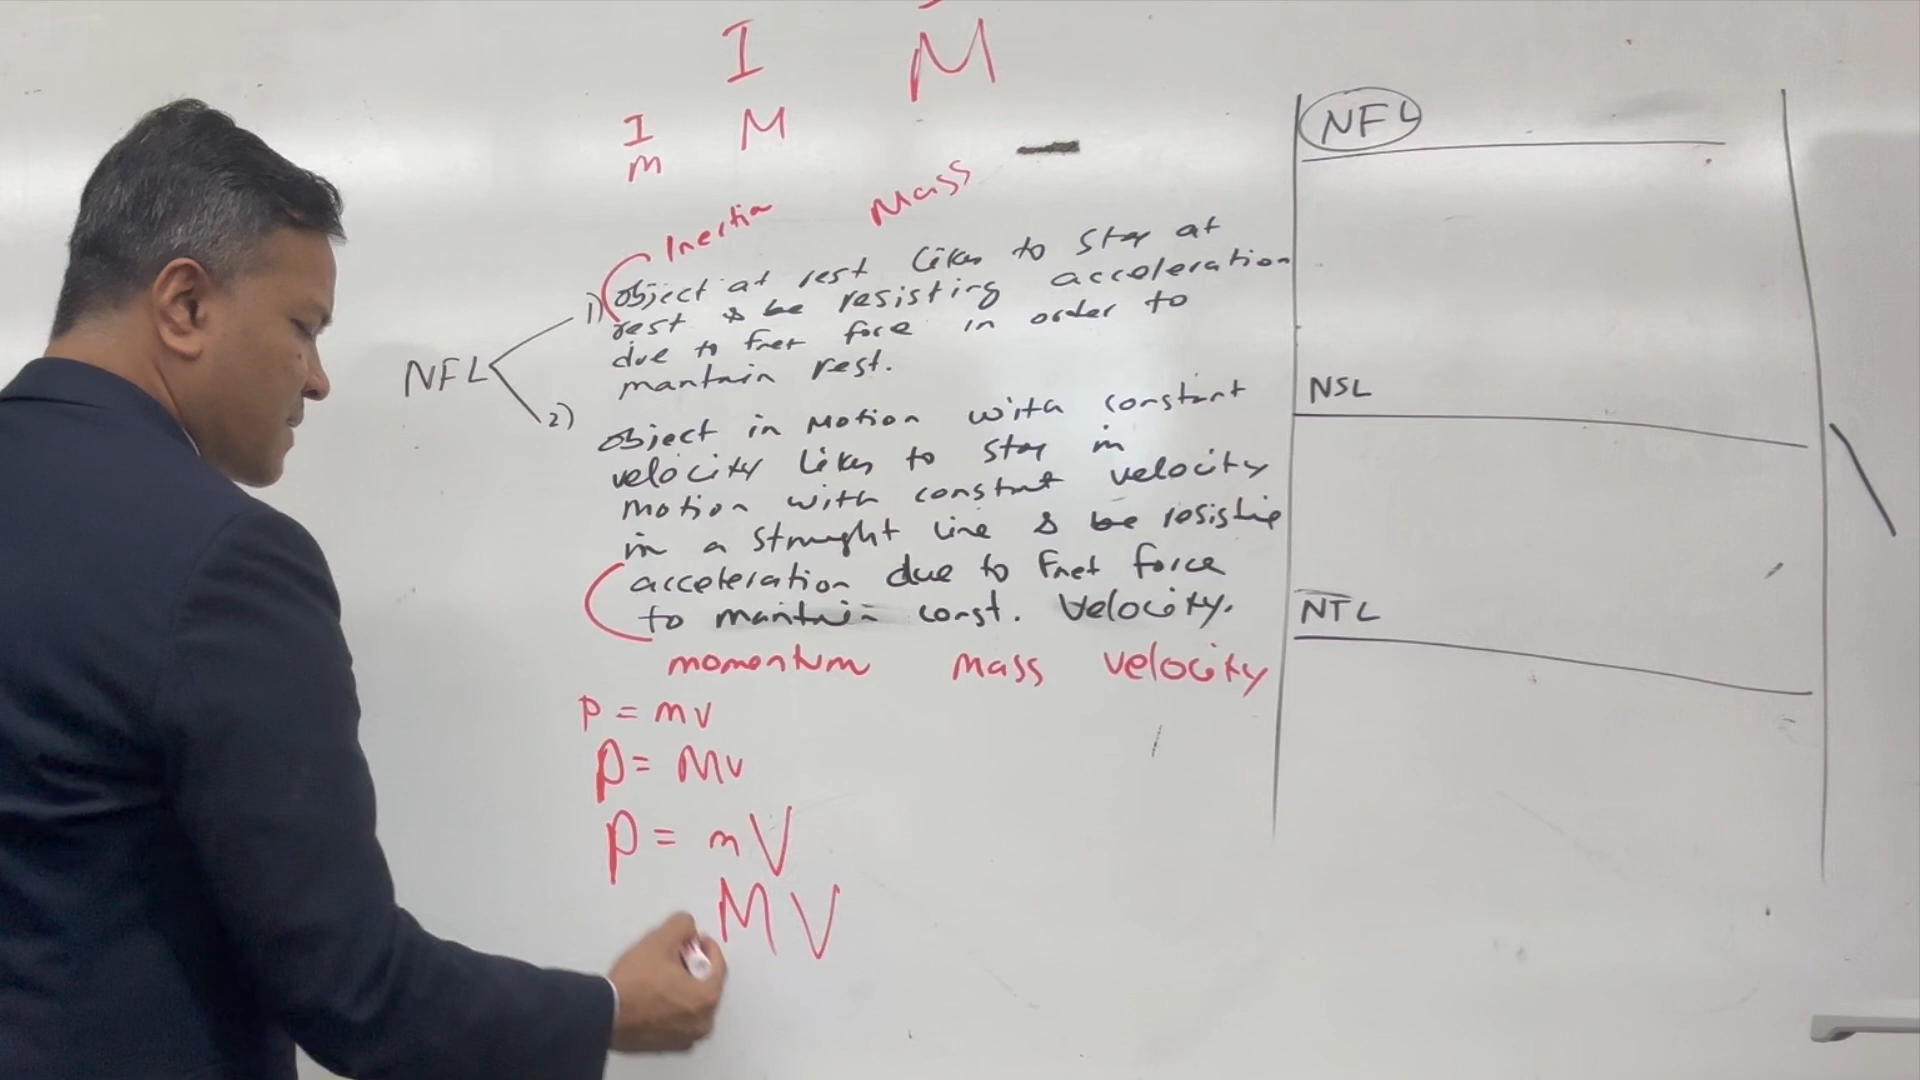 I M
I M
m
Inertia Mass
1) object at rest likes to stay at
rest & be resisting acceleration
due to Fnet force in order to
mantain rest.
NFL
2) object in motion with constant
velocity likes to stay in
motion with constant velocity
in a straight line & be resisting
acceleration due to Fnet force
to maintain const. velocity.
momentum mass velocity
p = mv
p = Mv
p = mV
MV
NFL
NSL
NTL